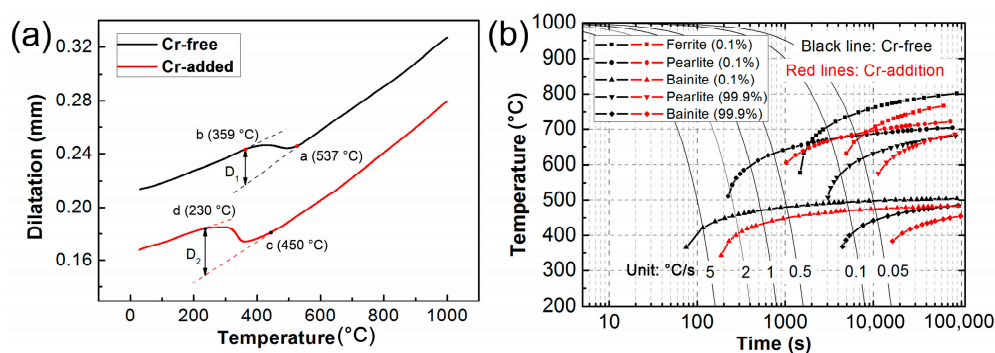 (a)
Cr-free
Cr-added
b (359 °C)
a (537 °C)
D1
d (230 °C)
c (450 °C)
D2
0.32
0.28
0.24
0.20
0.16
Dilatation (mm)
0 200 400 600 800 1000
Temperature(°C)
(b)
Ferrite (0.1%)
Pearlite (0.1%)
Bainite (0.1%)
Pearlite (99.9%)
Bainite (99.9%)
Black line: Cr-free
Red lines: Cr-addition
1000
900
800
700
600
500
400
300
200
Temperature (°C)
Unit: °C/s 5 2 1 0.5 0.1 0.05
10 100 1000 10,000 100,000
Time (s)